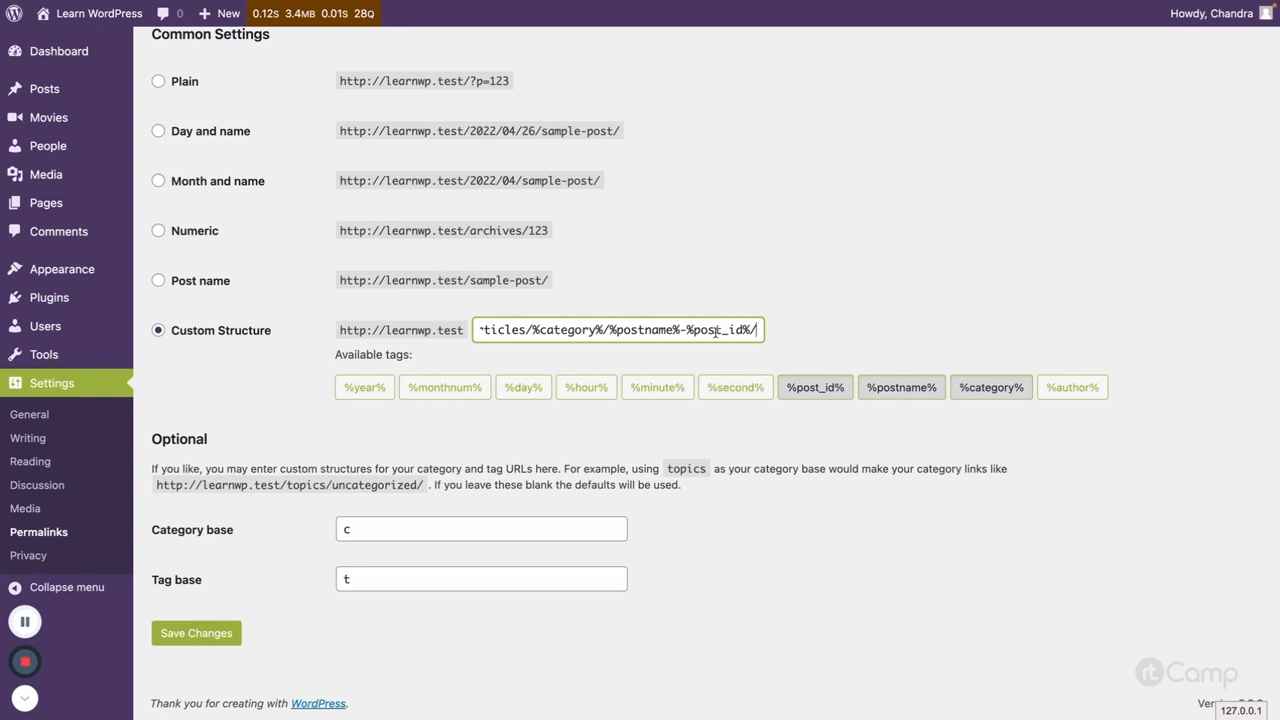 Learn WordPress 0 New 0.12S 3.4MB 0.01S 28Q Howdy, Chandra
Dashboard
Posts
Movies
People
Media
Pages
Comments
Appearance
Plugins
Users
Tools
Settings
General
Writing
Reading
Discussion
Media
Permalinks
Privacy
Collapse menu
Common Settings
Plain http://learnwp.test/?p=123
Day and name http://learnwp.test/2022/04/26/sample-post/
Month and name http://learnwp.test/2022/04/sample-post/
Numeric http://learnwp.test/archives/123
Post name http://learnwp.test/sample-post/
Custom Structure http://learnwp.test ticles/%category%/%postname%-%post_id%/
Available tags:
%year% %monthnum% %day% %hour% %minute% %second% %post_id% %postname% %category% %author%
Optional
If you like, you may enter custom structures for your category and tag URLs here. For example, using topics as your category base would make your category links like
http://learnwp.test/topics/uncategorized/ . If you leave these blank the defaults will be used.
Category base c
Tag base t
Save Changes
rtCamp
Thank you for creating with WordPress.
127.0.0.1